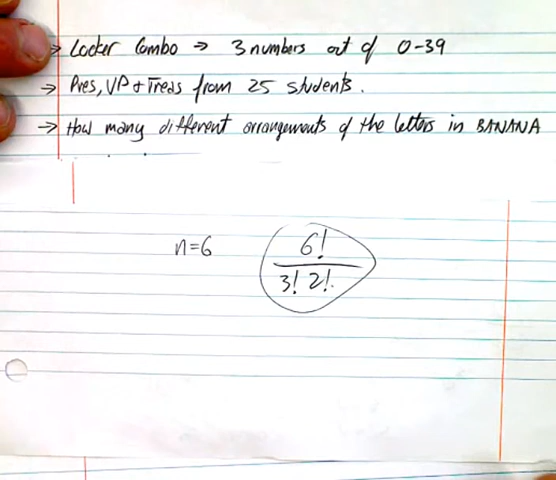 → Locker Combo → 3 numbers out of 0-39
→ Pres, VP + Treas from 25 students.
→ How many different arrangements of the letters in BANANA
n=6
6!
3! 2!